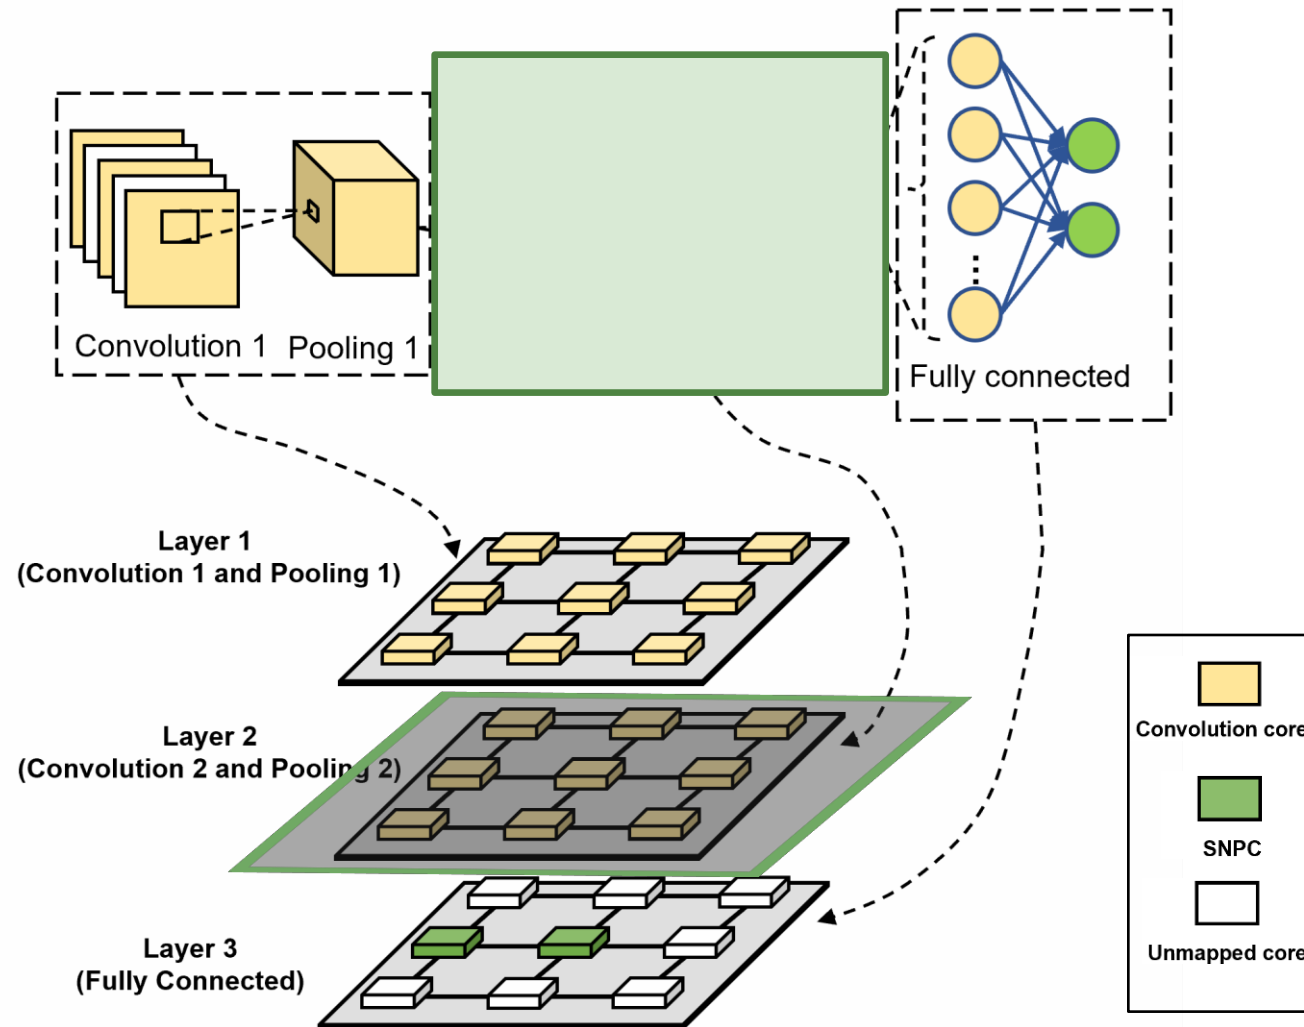 Convolution 1
Pooling 1
Fully connected
Layer 1
(Convolution 1 and Pooling 1)
Layer 2
(Convolution 2 and Pooling 2)
Layer 3
(Fully Connected)
Convolution core
SNPC
Unmapped core